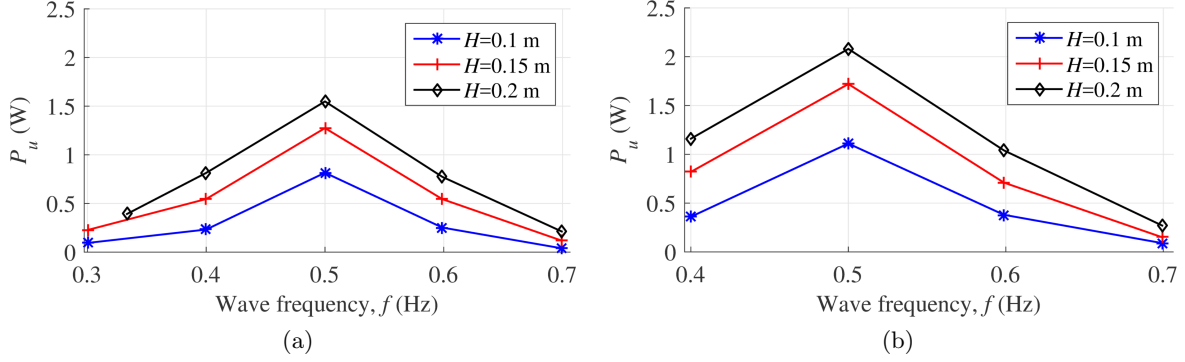 2.5
2
1.5
1
0.5
0
P_u (W)
H=0.1 m
H=0.15 m
H=0.2 m
0.3 0.4 0.5 0.6 0.7
Wave frequency, f (Hz)
(a)
2.5
2
1.5
1
0.5
0
P_u (W)
H=0.1 m
H=0.15 m
H=0.2 m
0.4 0.5 0.6 0.7
Wave frequency, f (Hz)
(b)